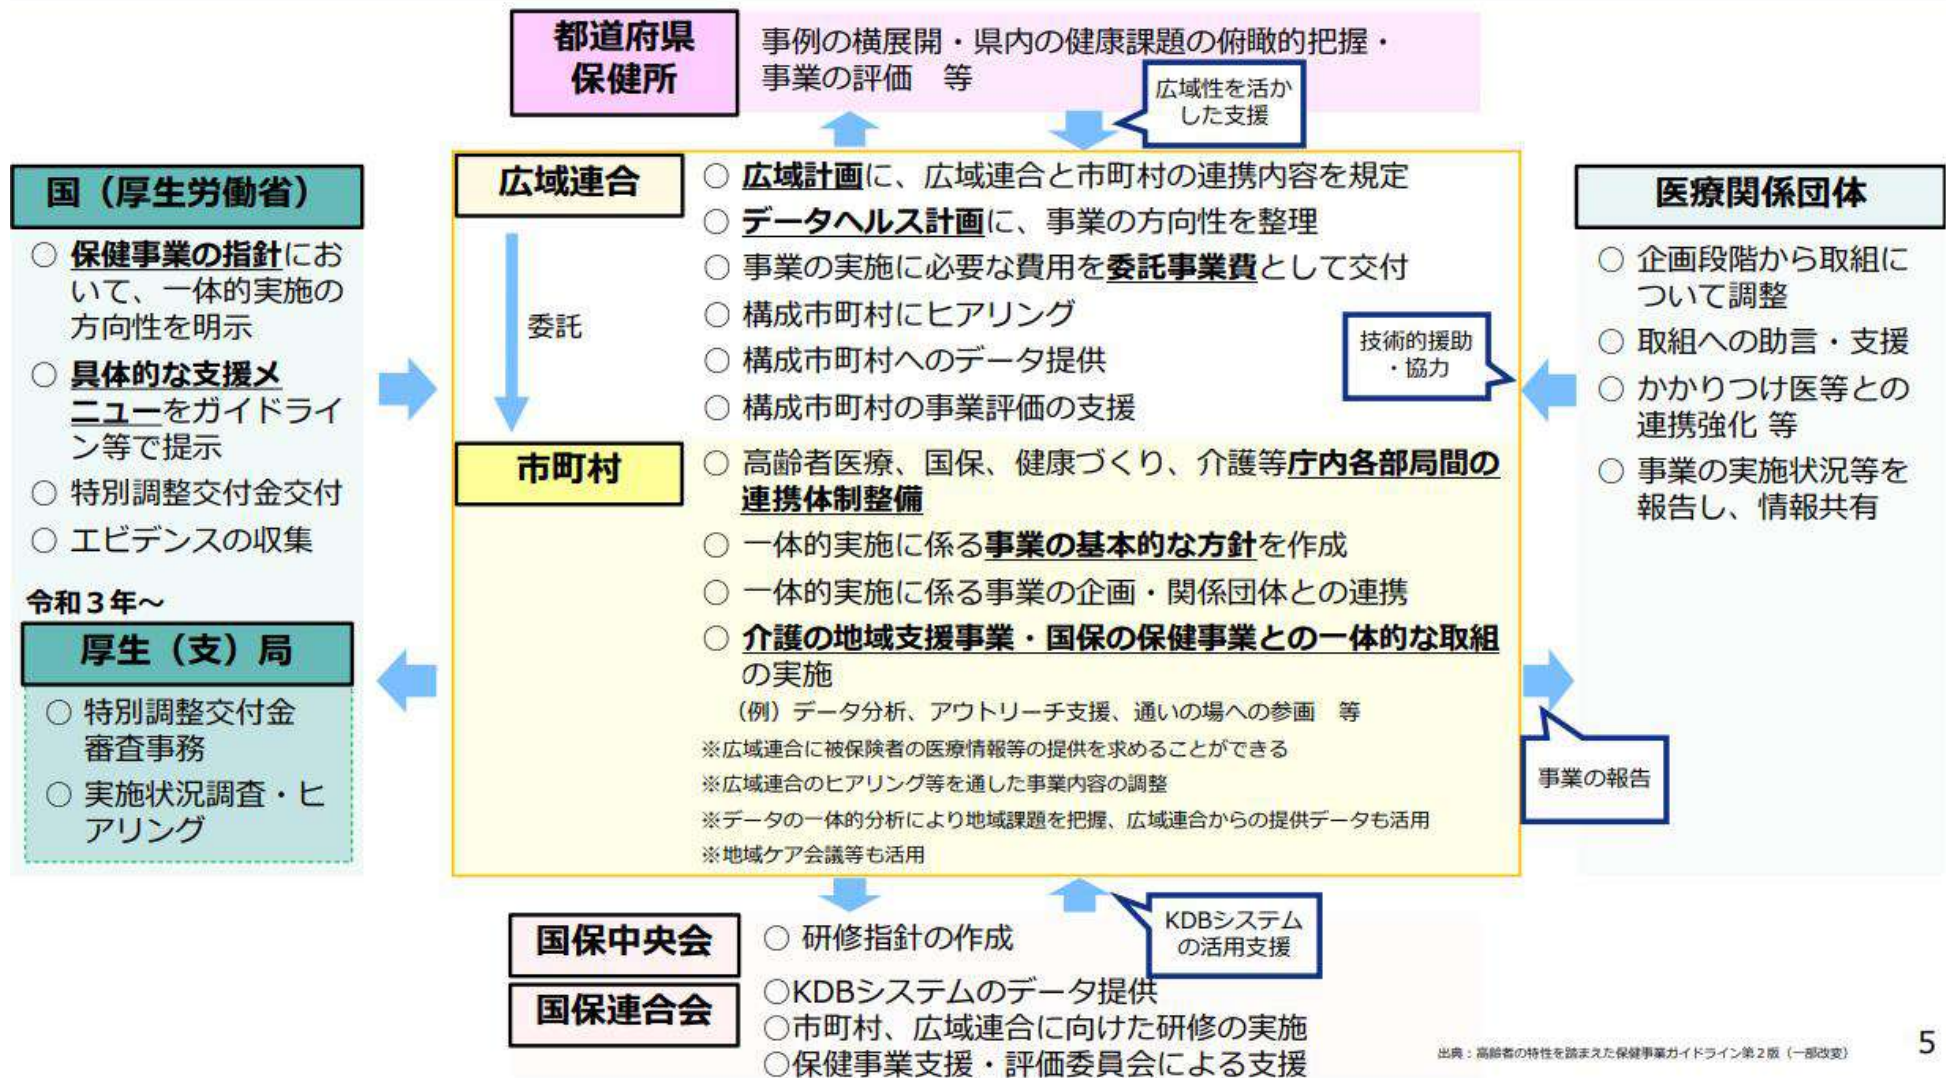 都道府県
保健所
事例の横展開・県内の健康課題の俯瞰的把握・
事業の評価　等
広域性を活か
した支援
国（厚生労働省）
○ 保健事業の指針にお
いて、一体的実施の
方向性を明示
○ 具体的な支援メ
ニューをガイドライ
ン等で提示
○ 特別調整交付金交付
○ エビデンスの収集
令和３年～
厚生（支）局
○ 特別調整交付金
審査事務
○ 実施状況調査・ヒ
アリング
広域連合
○ 広域計画に、広域連合と市町村の連携内容を規定
○ データヘルス計画に、事業の方向性を整理
○ 事業の実施に必要な費用を委託事業費として交付
○ 構成市町村にヒアリング
○ 構成市町村へのデータ提供
○ 構成市町村の事業評価の支援
委託
技術的援助
・協力
市町村
○ 高齢者医療、国保、健康づくり、介護等庁内各部局間の
連携体制整備
○ 一体的実施に係る事業の基本的な方針を作成
○ 一体的実施に係る事業の企画・関係団体との連携
○ 介護の地域支援事業・国保の保健事業との一体的な取組
の実施
（例）データ分析、アウトリーチ支援、通いの場への参画　等
※広域連合に被保険者の医療情報等の提供を求めることができる
※広域連合のヒアリング等を通した事業内容の調整
※データの一体的分析により地域課題を把握、広域連合からの提供データも活用
※地域ケア会議等も活用
医療関係団体
○ 企画段階から取組に
ついて調整
○ 取組への助言・支援
○ かかりつけ医等との
連携強化 等
○ 事業の実施状況等を
報告し、情報共有
事業の報告
国保中央会
○ 研修指針の作成
KDBシステム
の活用支援
国保連合会
○KDBシステムのデータ提供
○市町村、広域連合に向けた研修の実施
○保健事業支援・評価委員会による支援
出典：高齢者の特性を踏まえた保健事業ガイドライン第２版（一部改変）
5